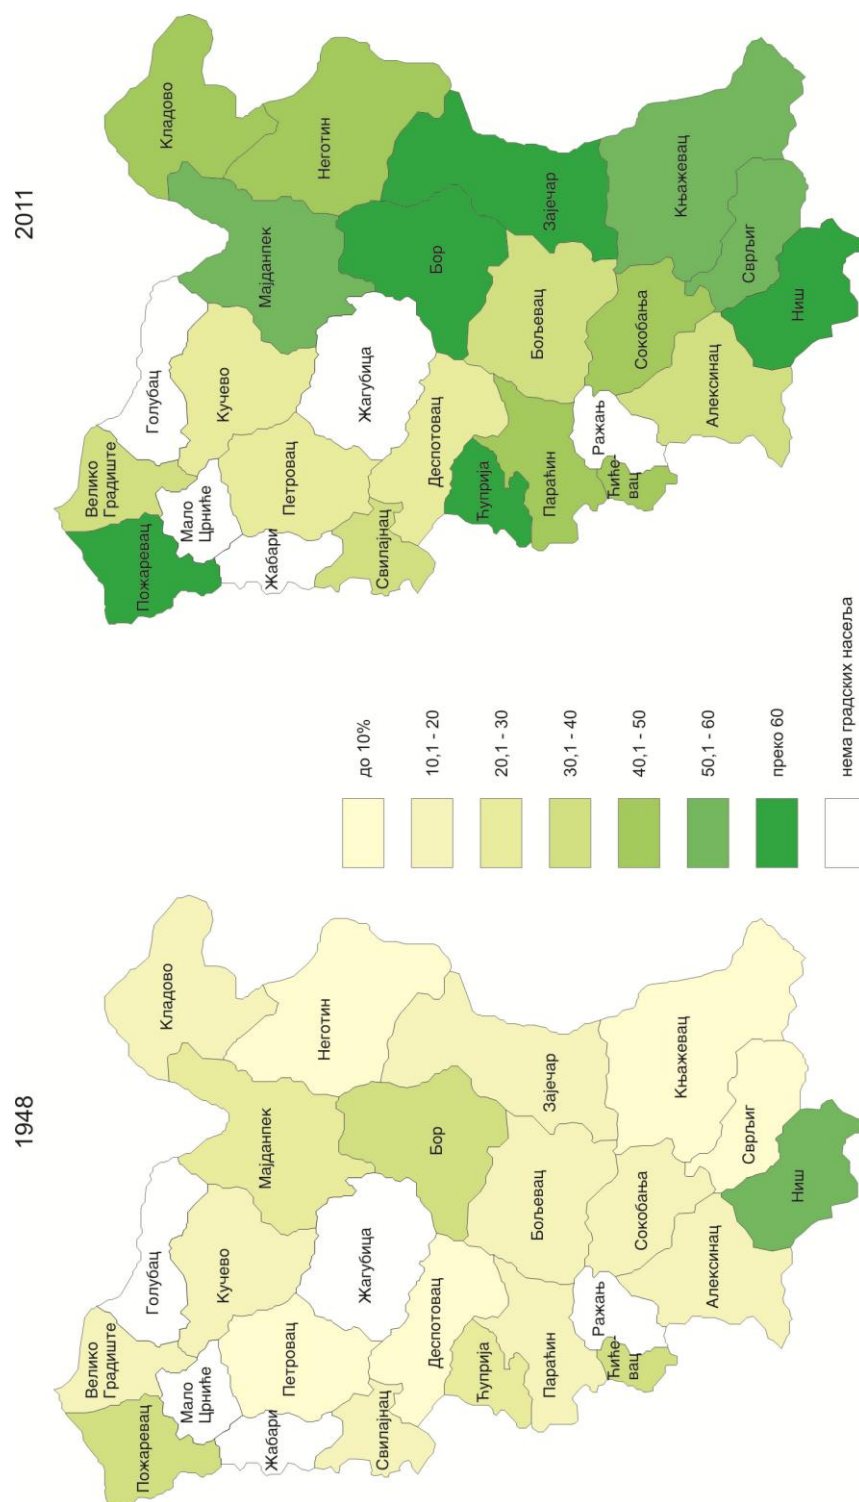 2011
Кладово
Неготин
Мајданпек
Зајечар
Бор
Књажевац
Сврљиг
Ниш
Голубац
Кучево
Жагубица
Бољевац
Сокобања
Алексинац
Велико
Градиште
Мало
Црниће
Петровац
Деспотовац
Ражањ
Пожаревац
Жабари
Свилајнац
Ћуприја
Параћин
Ћиће-
вац
до 10%
10,1 - 20
20,1 - 30
30,1 - 40
40,1 - 50
50,1 - 60
преко 60
нема градских насеља
1948
Кладово
Неготин
Мајданпек
Зајечар
Бор
Књажевац
Сврљиг
Ниш
Голубац
Кучево
Жагубица
Бољевац
Сокобања
Алексинац
Велико
Градиште
Мало
Црниће
Петровац
Деспотовац
Ражањ
Пожаревац
Жабари
Свилајнац
Ћуприја
Параћин
Ћиће-
вац